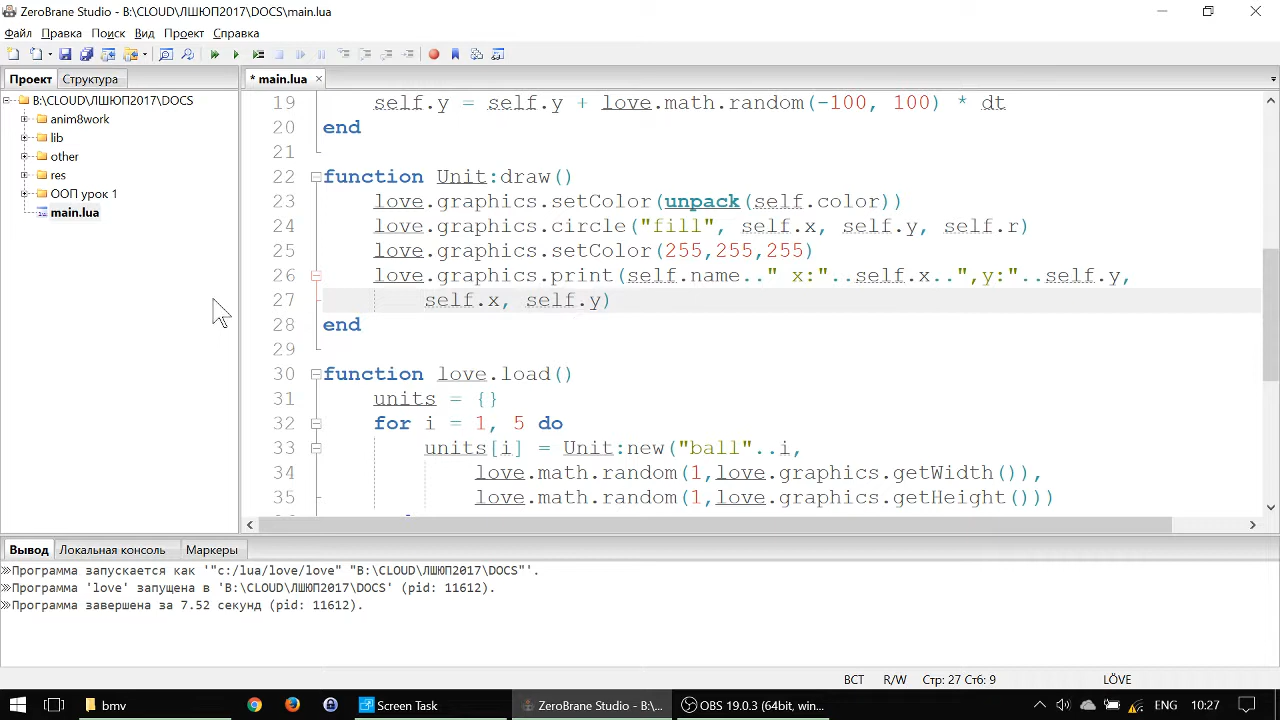 ZeroBrane Studio - B:\CLOUD\ЛШЮП2017\DOCS\main.lua
Файл Правка Поиск Вид Проект Справка
Проект Структура
* main.lua
B:\CLOUD\ЛШЮП2017\DOCS
anim8work
lib
other
res
ООП урок 1
main.lua
19 self.y = self.y + love.math.random(-100, 100) * dt
20 end
21
22 function Unit:draw()
23 love.graphics.setColor(unpack(self.color))
24 love.graphics.circle("fill", self.x, self.y, self.r)
25 love.graphics.setColor(255,255,255)
26 love.graphics.print(self.name.." x:"..self.x..",y:"..self.y,
27 self.x, self.y)
28 end
29
30 function love.load()
31 units = {}
32 for i = 1, 5 do
33 units[i] = Unit:new("ball"..i,
34 love.math.random(1,love.graphics.getWidth()),
35 love.math.random(1,love.graphics.getHeight()))
Вывод Локальная консоль Маркеры
Программа запускается как '"c:/lua/love/love" "B:\CLOUD\ЛШЮП2017\DOCS"'.
Программа 'love' запущена в 'B:\CLOUD\ЛШЮП2017\DOCS' (pid: 11612).
Программа завершена за 7.52 секунд (pid: 11612).
ВСТ R/W Стр: 27 Стб: 9 LÖVE
bmv Screen Task ZeroBrane Studio - B:\... OBS 19.0.3 (64bit, win... ENG 10:27